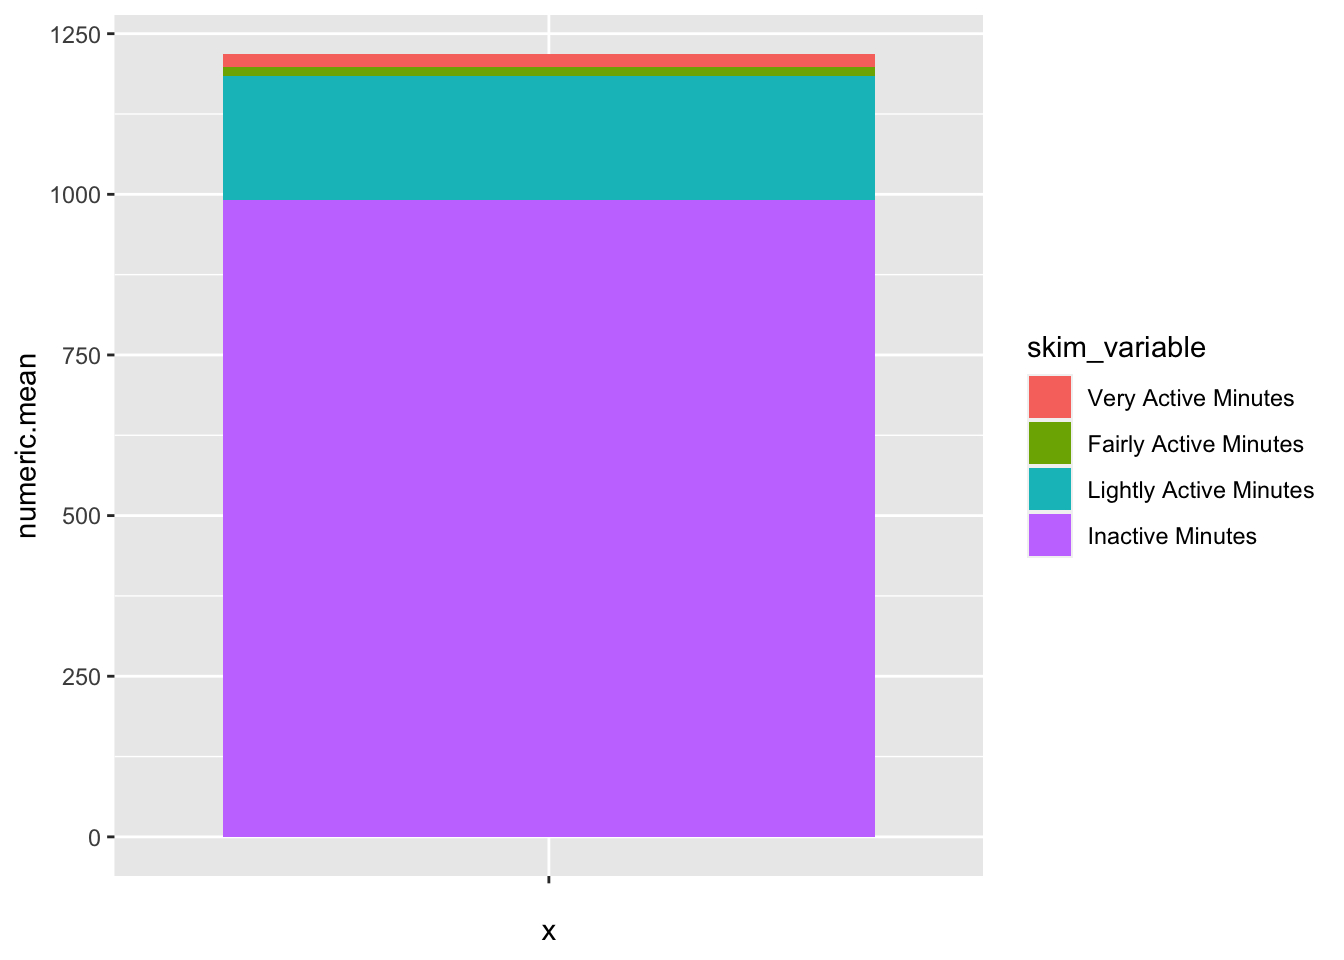 1250
1000
750
500
250
0
numeric.mean
x
skim_variable
Very Active Minutes
Fairly Active Minutes
Lightly Active Minutes
Inactive Minutes